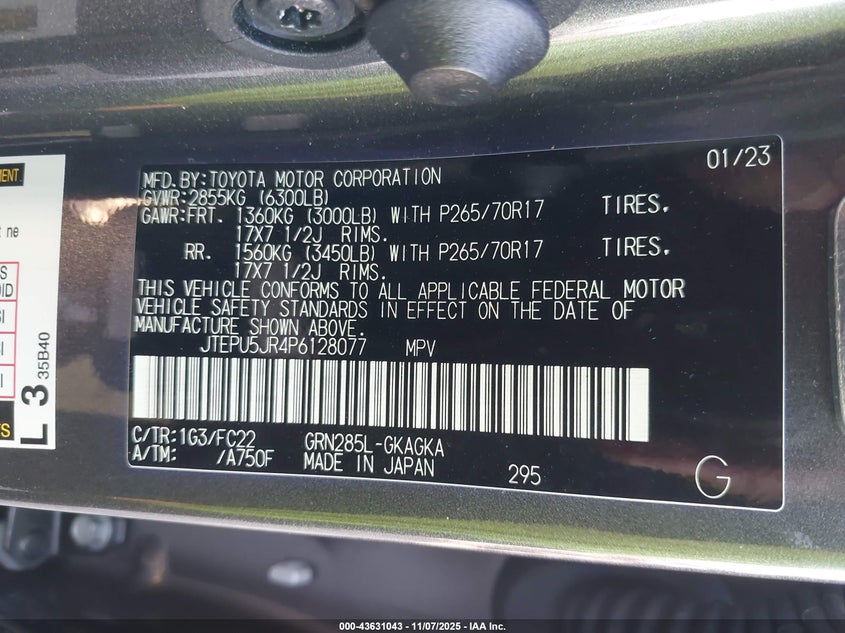 MFD.BY:TOYOTA MOTOR CORPORATION 01/23
GVWR:2855KG (6300LB)
GAWR:FRT. 1360KG (3000LB) WITH P265/70R17 TIRES.
17X7 1/2J RIMS.
RR. 1560KG (3450LB) WITH P265/70R17 TIRES.
17X7 1/2J RIMS.
THIS VEHICLE CONFORMS TO ALL APPLICABLE FEDERAL MOTOR
VEHICLE SAFETY STANDARDS IN EFFECT ON THE DATE OF
MANUFACTURE SHOWN ABOVE.
JTEPU5JR4P6128077 MPV
C/TR:1G3/FC22 GRN285L-GKAGKA
A/TM: /A750F MADE IN JAPAN 295 G
L 3 35B40
000-43631043 — 11/07/2025 — IAA Inc.